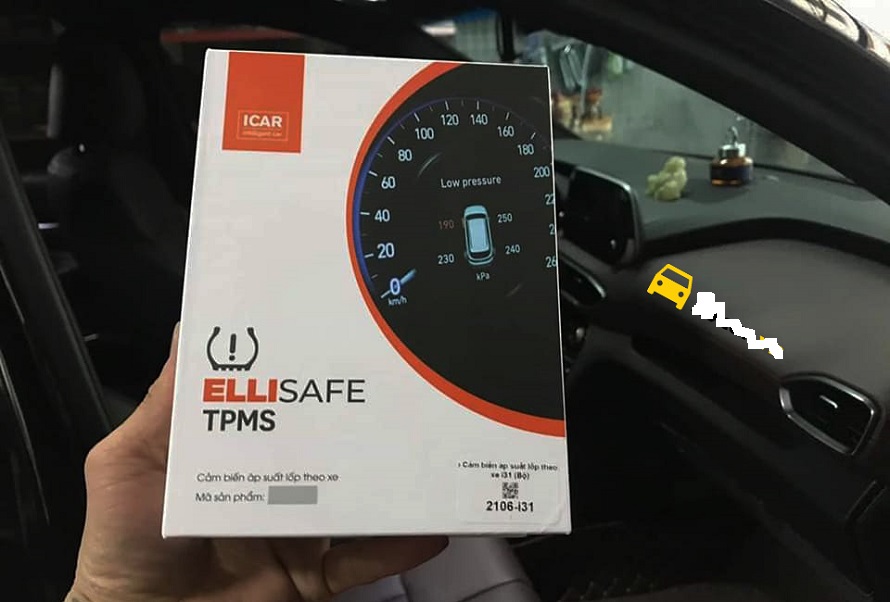 ICAR
intelligent car
0
20
40
60
80
100
120
140
160
180
200
km/h
Low pressure
190
250
230
240
kPa
ELLISAFE
TPMS
Cảm biến áp suất lốp theo xe
Mã sản phẩm:
› Cảm biến áp suất lốp theo
xe i31 (Bộ)
2106-i31